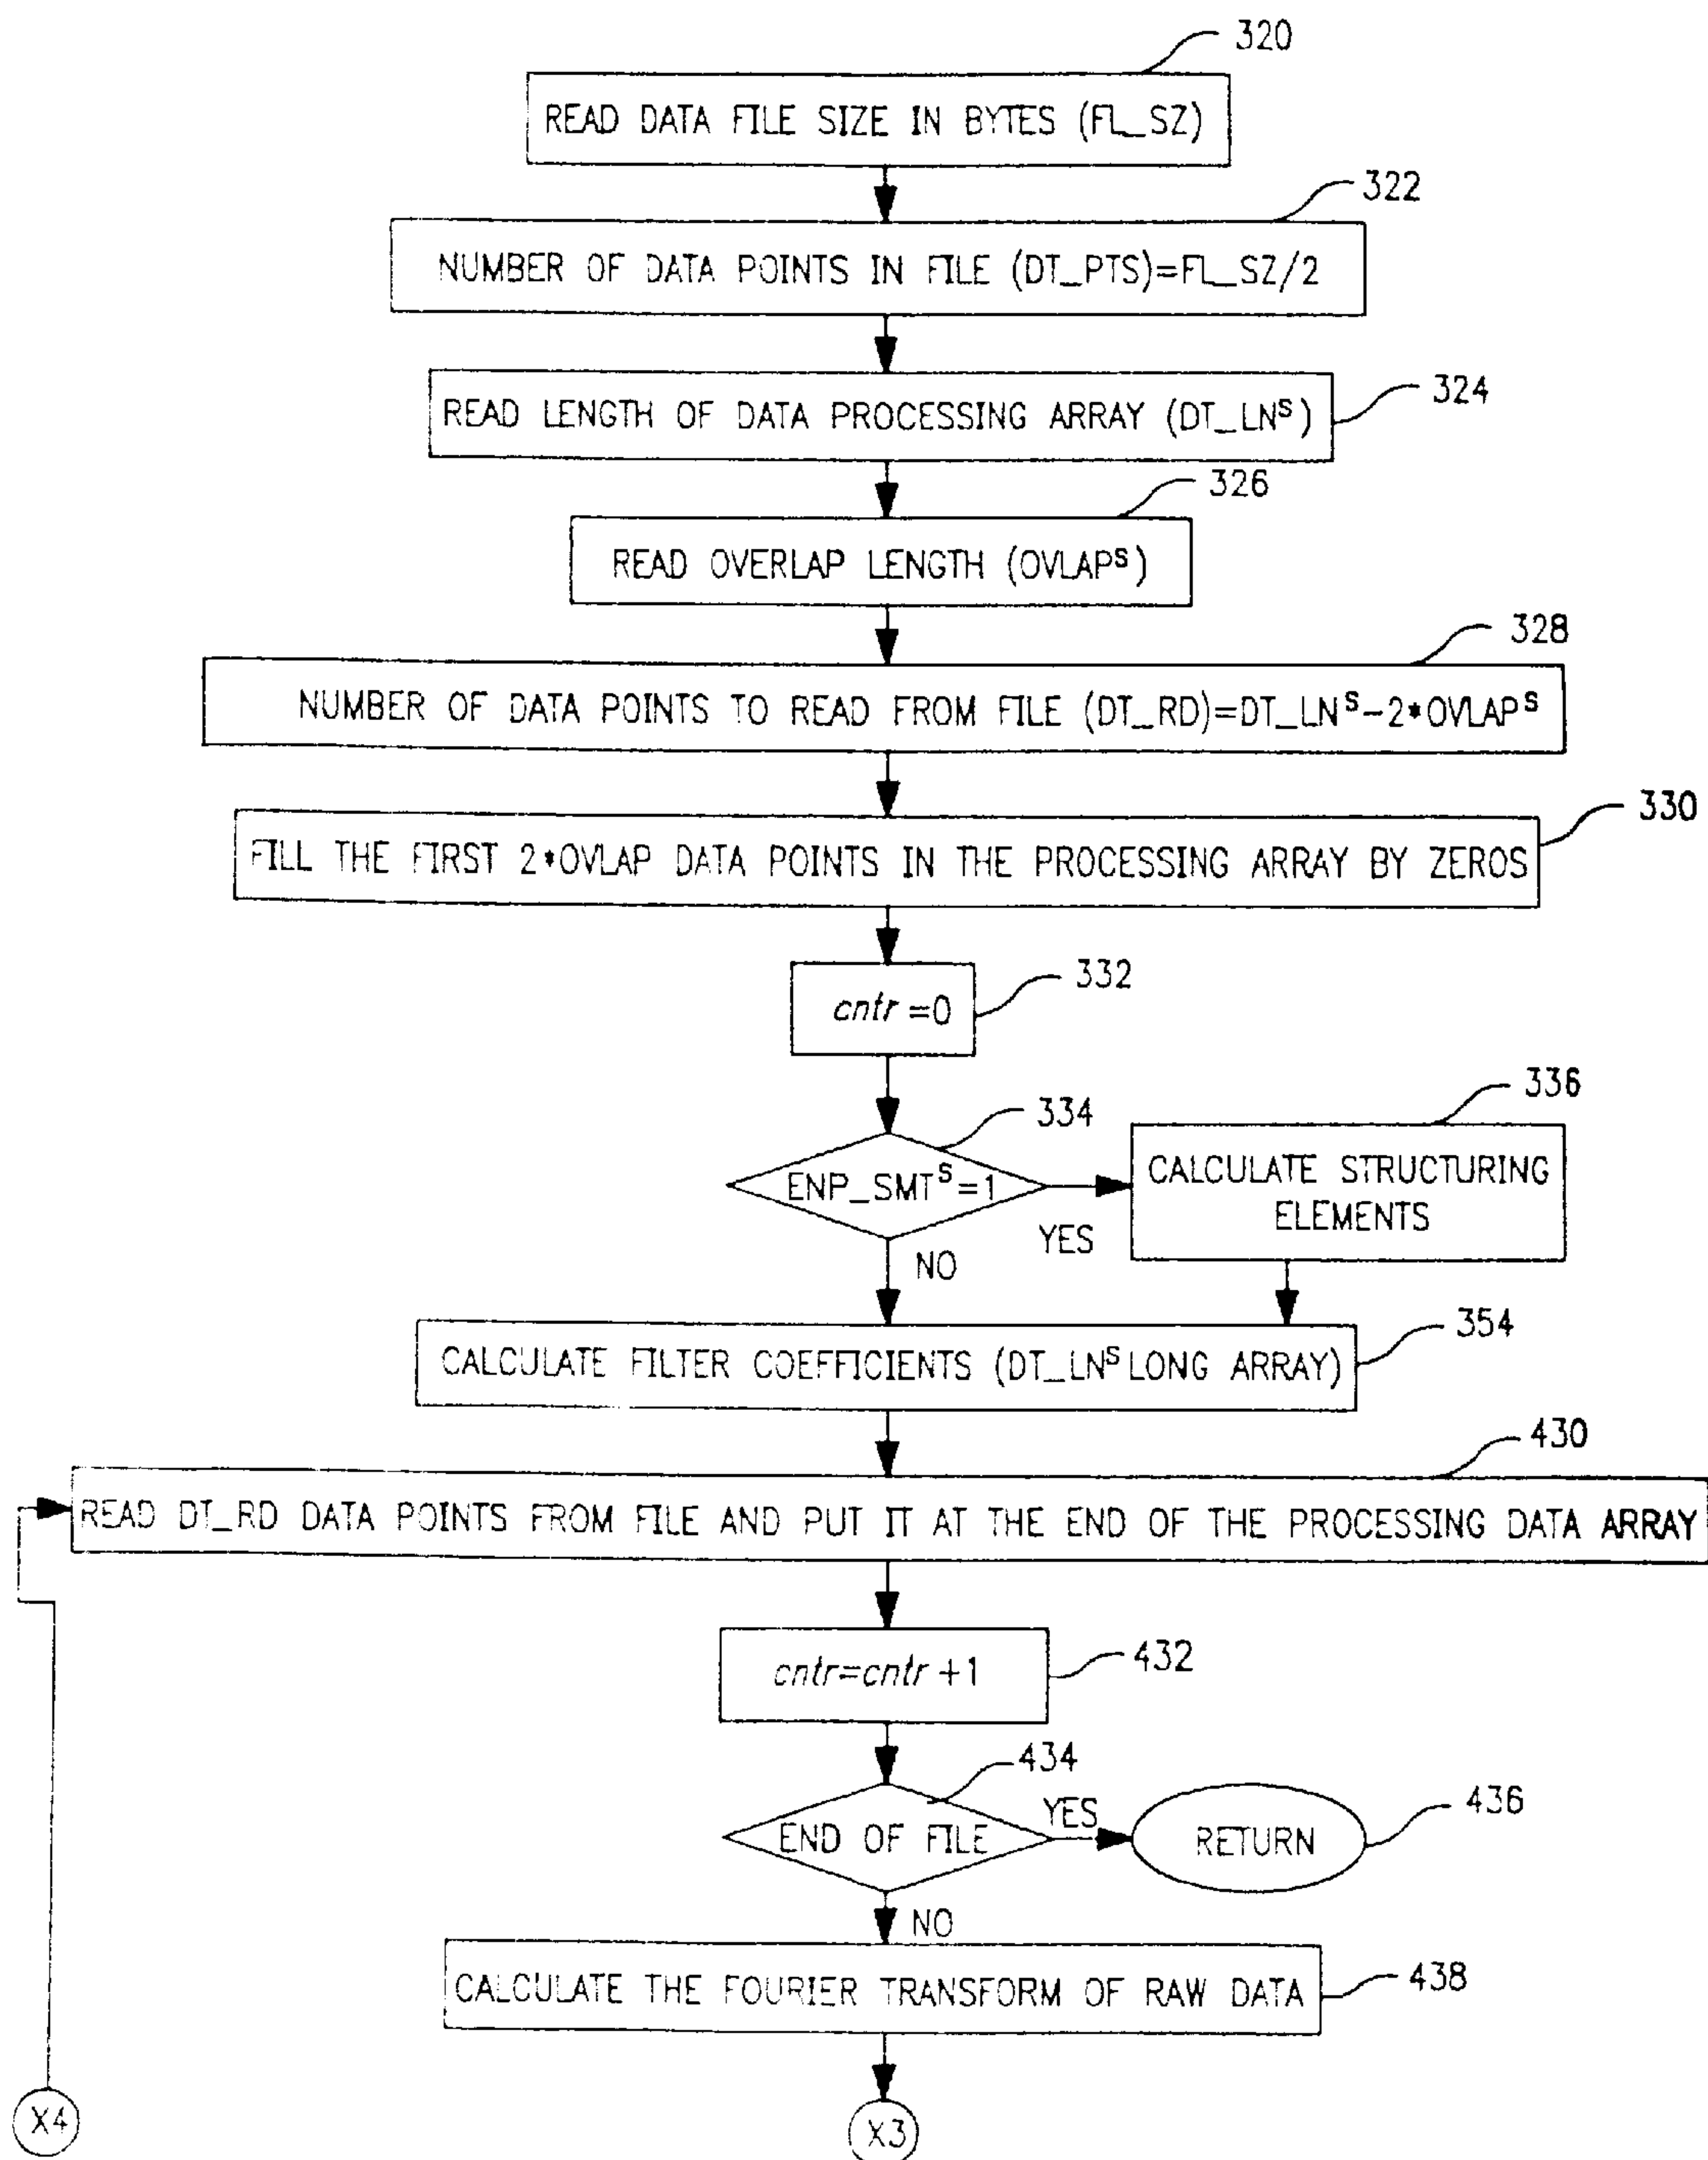 320
READ DATA FILE SIZE IN BYTES (FL_SZ)
322
NUMBER OF DATA POINTS IN FILE (DT_PTS)=FL_SZ/2
324
READ LENGTH OF DATA PROCESSING ARRAY (DT_LNˢ)
326
READ OVERLAP LENGTH (OVLAPˢ)
328
NUMBER OF DATA POINTS TO READ FROM FILE (DT_RD)=DT_LNˢ-2*OVLAPˢ
330
FILL THE FIRST 2*OVLAP DATA POINTS IN THE PROCESSING ARRAY BY ZEROS
332
cntr=0
334
336
ENP_SMTˢ=1
CALCULATE STRUCTURING
ELEMENTS
YES
NO
354
CALCULATE FILTER COEFFICIENTS (DT_LNˢ LONG ARRAY)
430
READ DT_RD DATA POINTS FROM FILE AND PUT IT AT THE END OF THE PROCESSING DATA ARRAY
432
cntr=cntr+1
434
YES
436
END OF FILE
RETURN
NO
438
CALCULATE THE FOURIER TRANSFORM OF RAW DATA
X4
X3